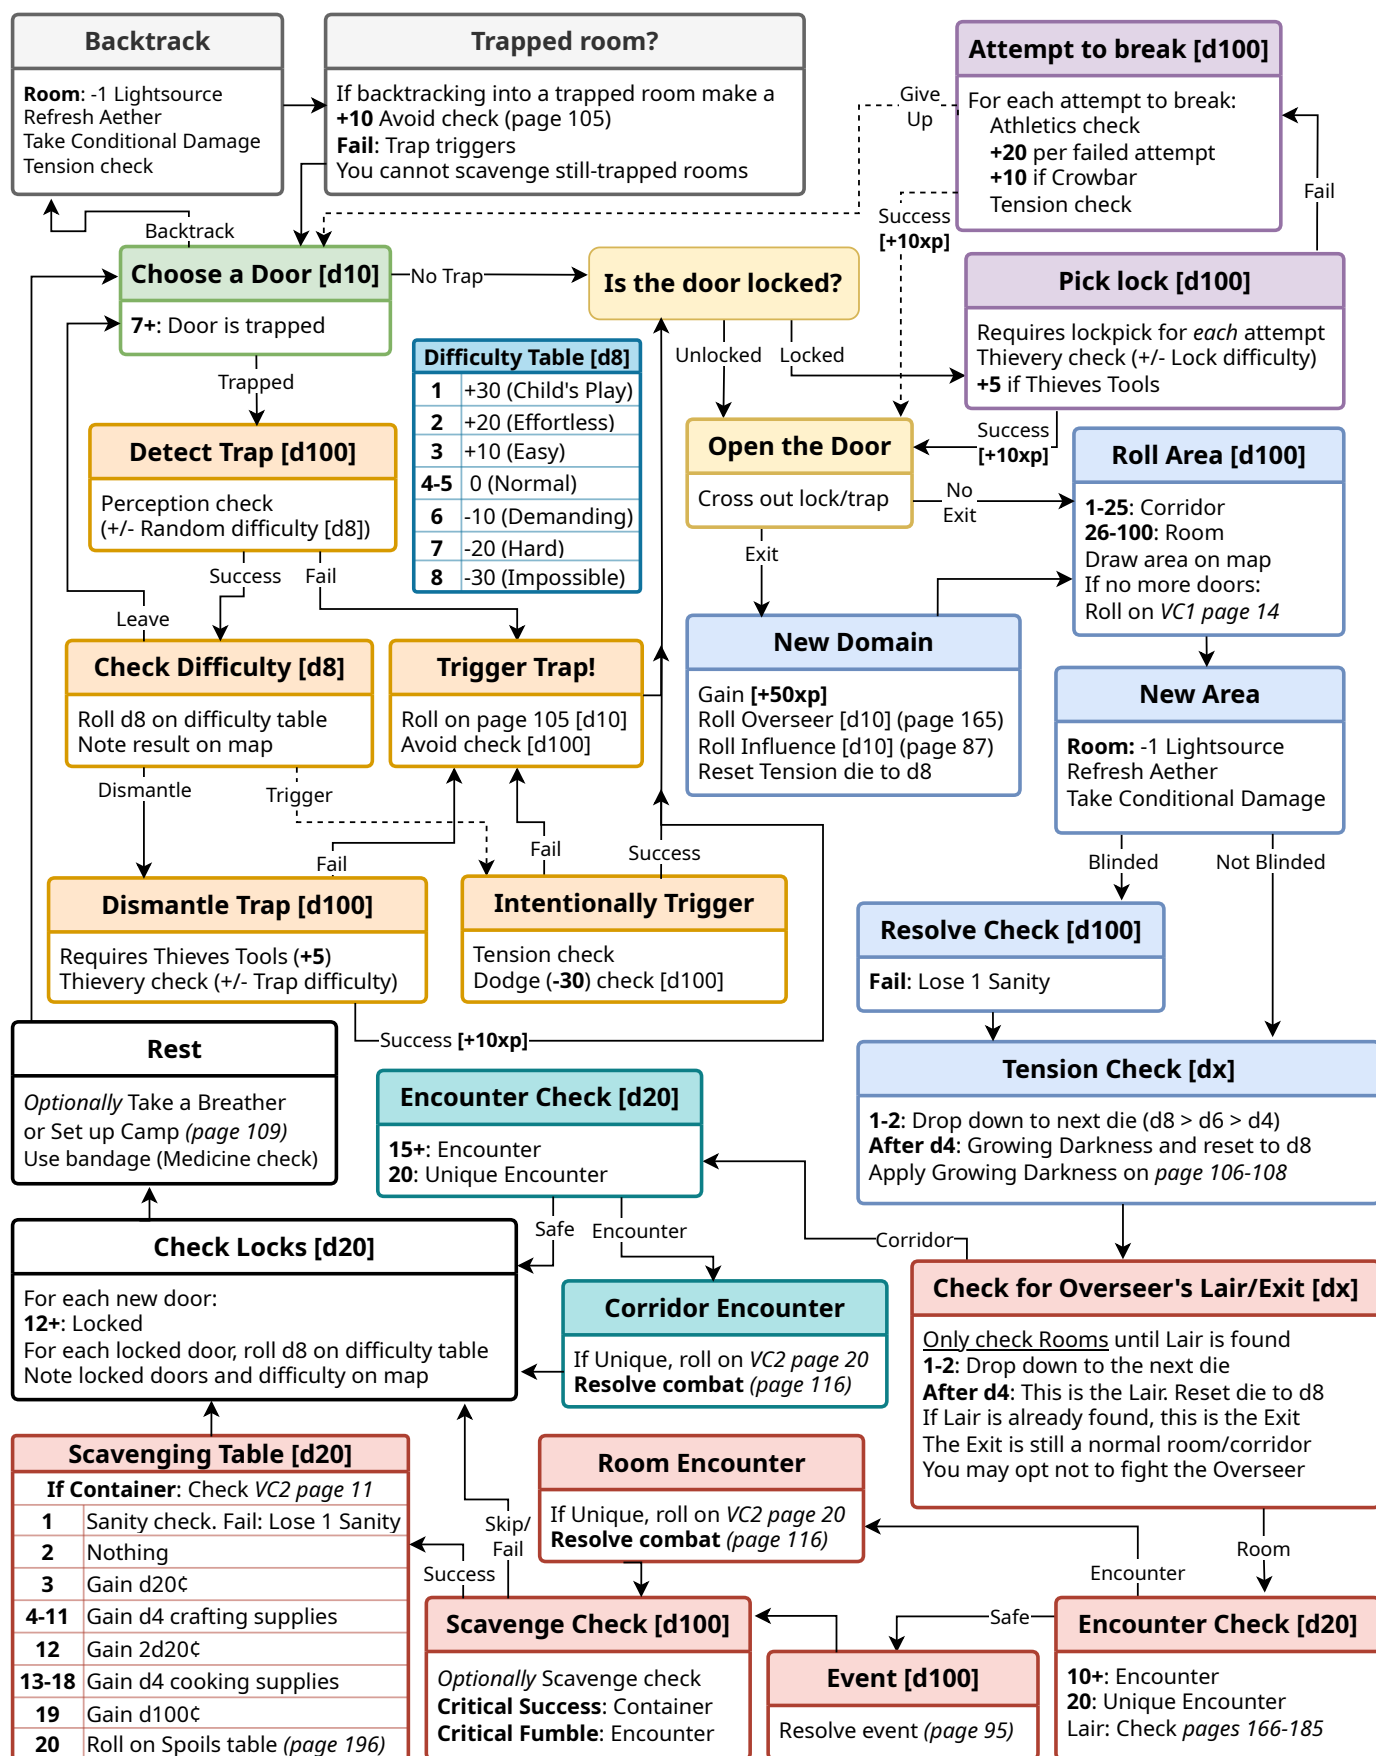 Backtrack
Room: -1 Lightsource
Refresh Aether
Take Conditional Damage
Tension check
Trapped room?
If backtracking into a trapped room make a
+10 Avoid check (page 105)
Fail: Trap triggers
You cannot scavenge still-trapped rooms
Attempt to break [d100]
For each attempt to break:
Athletics check
+20 per failed attempt
+10 if Crowbar
Tension check
Give
Up
Success
[+10xp]
Fail
Backtrack
Choose a Door [d10]
7+: Door is trapped
No Trap
Is the door locked?
Pick lock [d100]
Requires lockpick for each attempt
Thievery check (+/- Lock difficulty)
+5 if Thieves Tools
Unlocked
Locked
Trapped
Difficulty Table [d8]
1 +30 (Child's Play)
2 +20 (Effortless)
3 +10 (Easy)
4-5 0 (Normal)
6 -10 (Demanding)
7 -20 (Hard)
8 -30 (Impossible)
Success
[+10xp]
Detect Trap [d100]
Perception check
(+/- Random difficulty [d8])
Open the Door
Cross out lock/trap
No
Exit
Exit
Roll Area [d100]
1-25: Corridor
26-100: Room
Draw area on map
If no more doors:
Roll on VC1 page 14
Success
Fail
Leave
Check Difficulty [d8]
Roll d8 on difficulty table
Note result on map
Trigger Trap!
Roll on page 105 [d10]
Avoid check [d100]
New Domain
Gain [+50xp]
Roll Overseer [d10] (page 165)
Roll Influence [d10] (page 87)
Reset Tension die to d8
New Area
Room: -1 Lightsource
Refresh Aether
Take Conditional Damage
Dismantle
Trigger
Fail
Fail
Success
Blinded
Not Blinded
Dismantle Trap [d100]
Requires Thieves Tools (+5)
Thievery check (+/- Trap difficulty)
Intentionally Trigger
Tension check
Dodge (-30) check [d100]
Resolve Check [d100]
Fail: Lose 1 Sanity
Success [+10xp]
Rest
Optionally Take a Breather
or Set up Camp (page 109)
Use bandage (Medicine check)
Encounter Check [d20]
15+: Encounter
20: Unique Encounter
Tension Check [dx]
1-2: Drop down to next die (d8 > d6 > d4)
After d4: Growing Darkness and reset to d8
Apply Growing Darkness on page 106-108
Safe
Encounter
Corridor
Check Locks [d20]
For each new door:
12+: Locked
For each locked door, roll d8 on difficulty table
Note locked doors and difficulty on map
Corridor Encounter
If Unique, roll on VC2 page 20
Resolve combat (page 116)
Check for Overseer's Lair/Exit [dx]
Only check Rooms until Lair is found
1-2: Drop down to the next die
After d4: This is the Lair. Reset die to d8
If Lair is already found, this is the Exit
The Exit is still a normal room/corridor
You may opt not to fight the Overseer
Scavenging Table [d20]
If Container: Check VC2 page 11
1 Sanity check. Fail: Lose 1 Sanity
2 Nothing
3 Gain d20¢
4-11 Gain d4 crafting supplies
12 Gain 2d20¢
13-18 Gain d4 cooking supplies
19 Gain d100¢
20 Roll on Spoils table (page 196)
Skip/
Fail
Success
Room Encounter
If Unique, roll on VC2 page 20
Resolve combat (page 116)
Room
Encounter
Safe
Scavenge Check [d100]
Optionally Scavenge check
Critical Success: Container
Critical Fumble: Encounter
Event [d100]
Resolve event (page 95)
Encounter Check [d20]
10+: Encounter
20: Unique Encounter
Lair: Check pages 166-185